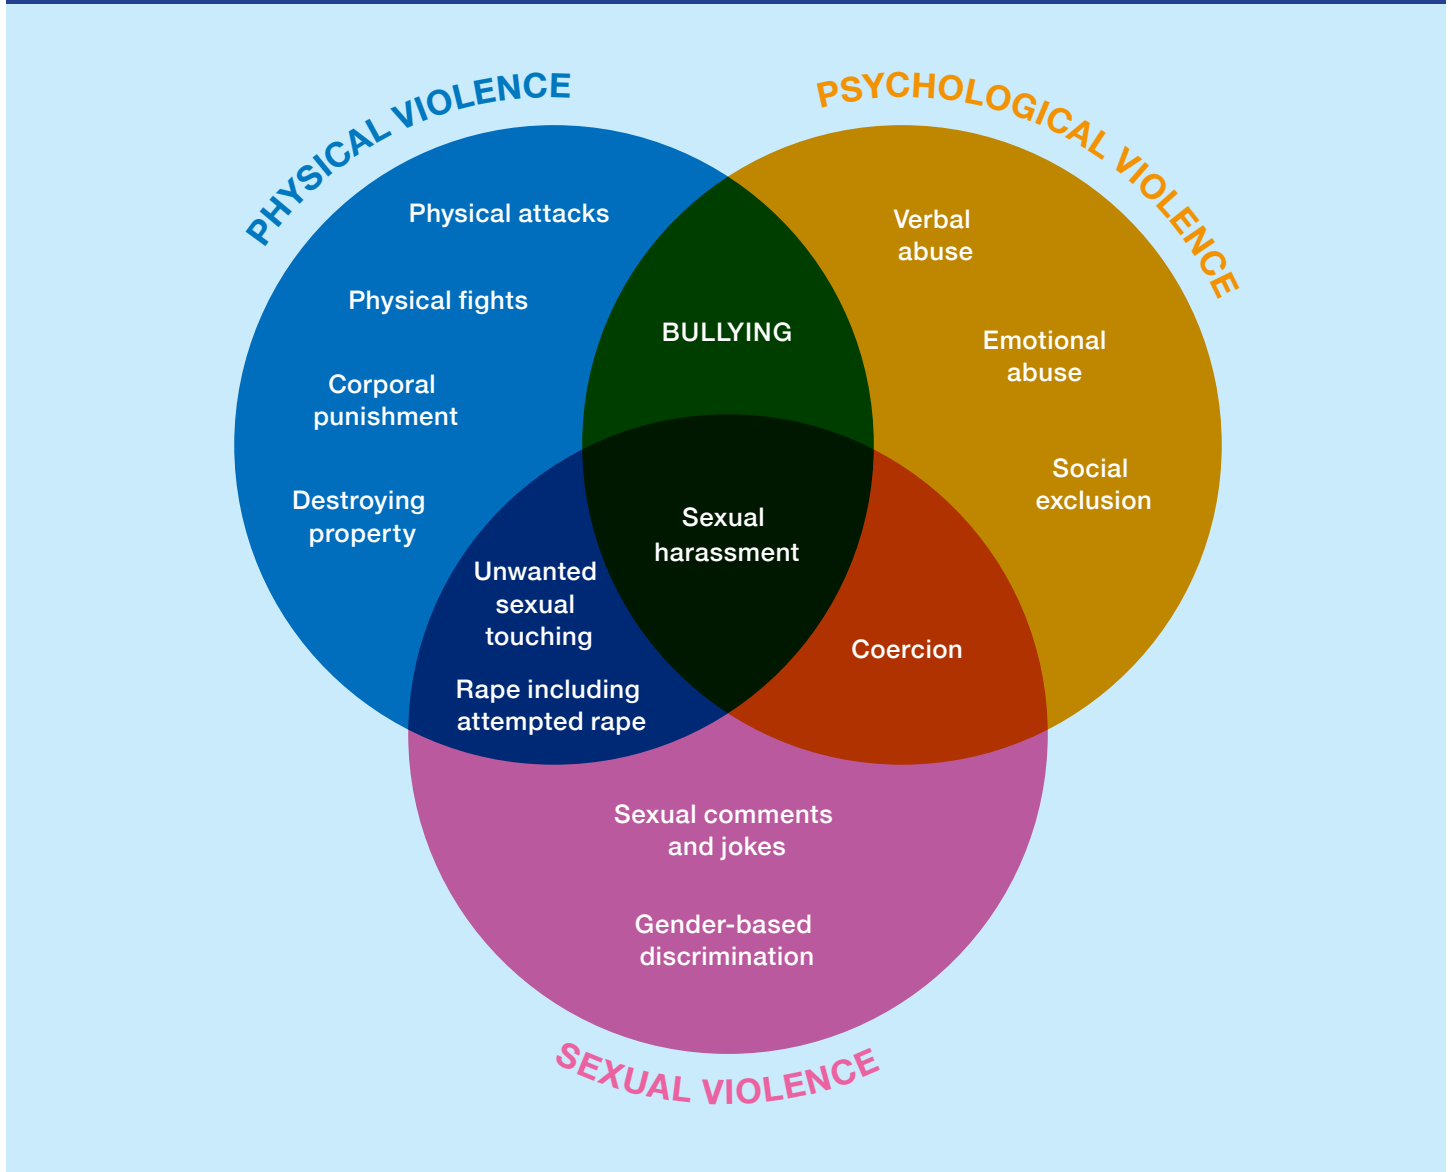 PHYSICAL VIOLENCE
PSYCHOLOGICAL VIOLENCE
Physical attacks
Physical fights
Corporal
punishment
Destroying
property
BULLYING
Verbal
abuse
Emotional
abuse
Social
exclusion
Sexual
harassment
Unwanted
sexual
touching
Rape including
attempted rape
Coercion
Sexual comments
and jokes
Gender-based
discrimination
SEXUAL VIOLENCE